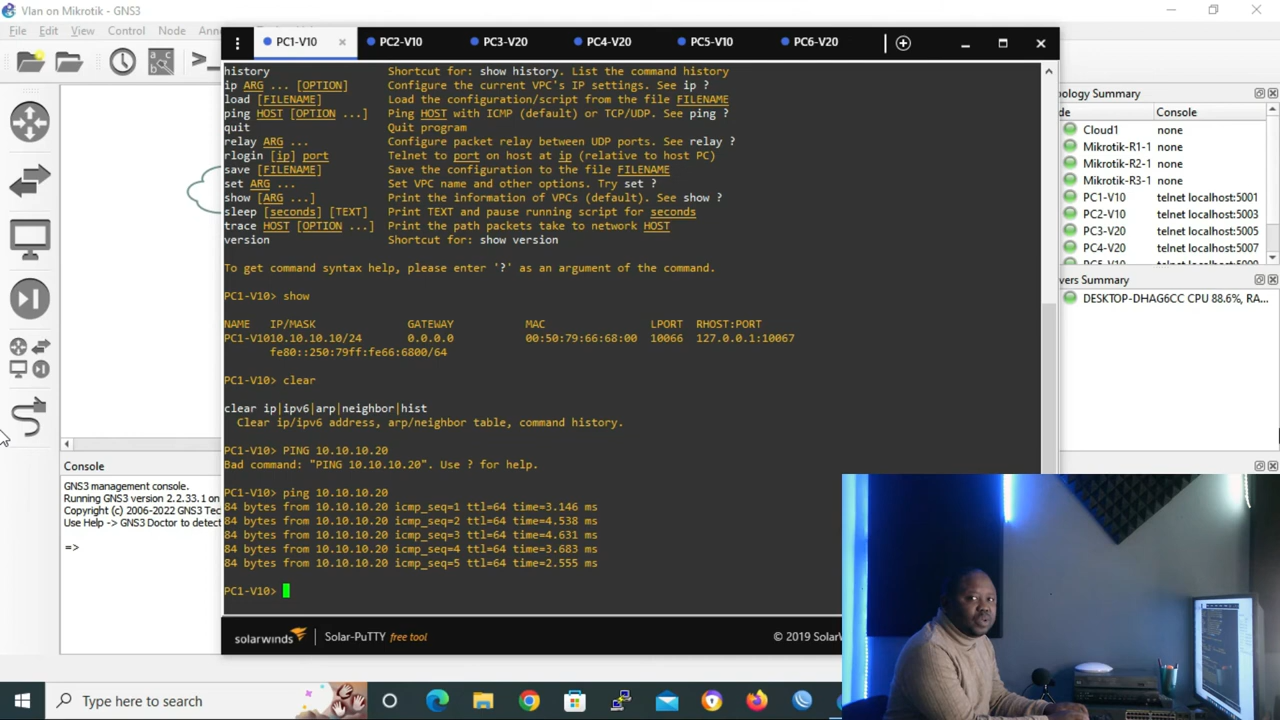 Vlan on Mikrotik - GNS3
File Edit View Control Node
PC1-V10 PC2-V10 PC3-V20 PC4-V20 PC5-V10 PC6-V20
history Shortcut for: show history. List the command history
ip ARG ... [OPTION] Configure the current VPC's IP settings. See ip ?
load [FILENAME] Load the configuration/script from the file FILENAME
ping HOST [OPTION ...] Ping HOST with ICMP (default) or TCP/UDP. See ping ?
quit Quit program
relay ARG ... Configure packet relay between UDP ports. See relay ?
rlogin [ip] port Telnet to port on host at ip (relative to host PC)
save [FILENAME] Save the configuration to the file FILENAME
set ARG ... Set VPC name and other options. Try set ?
show [ARG ...] Print the information of VPCs (default). See show ?
sleep [seconds] [TEXT] Print TEXT and pause running script for seconds
trace HOST [OPTION ...] Print the path packets take to network HOST
version Shortcut for: show version
To get command syntax help, please enter '?' as an argument of the command.
PC1-V10> show
NAME IP/MASK GATEWAY MAC LPORT RHOST:PORT
PC1-V1010.10.10.10/24 0.0.0.0 00:50:79:66:68:00 10066 127.0.0.1:10067
fe80::250:79ff:fe66:6800/64
PC1-V10> clear
clear ip|ipv6|arp|neighbor|hist
Clear ip/ipv6 address, arp/neighbor table, command history.
PC1-V10> PING 10.10.10.20
Bad command: "PING 10.10.10.20". Use ? for help.
PC1-V10> ping 10.10.10.20
84 bytes from 10.10.10.20 icmp_seq=1 ttl=64 time=3.146 ms
84 bytes from 10.10.10.20 icmp_seq=2 ttl=64 time=4.538 ms
84 bytes from 10.10.10.20 icmp_seq=3 ttl=64 time=4.631 ms
84 bytes from 10.10.10.20 icmp_seq=4 ttl=64 time=3.683 ms
84 bytes from 10.10.10.20 icmp_seq=5 ttl=64 time=2.555 ms
PC1-V10>
solarwinds Solar-PuTTY free tool © 2019 SolarW
pology Summary
de Console
Cloud1 none
Mikrotik-R1-1 none
Mikrotik-R2-1 none
Mikrotik-R3-1 none
PC1-V10 telnet localhost:5001
PC2-V10 telnet localhost:5003
PC3-V20 telnet localhost:5005
PC4-V20 telnet localhost:5007
vers Summary
DESKTOP-DHAG6CC CPU 88.6%, RA...
Console
GNS3 management console.
Running GNS3 version 2.2.33.1 on
Copyright (c) 2006-2022 GNS3 Tec
Use Help -> GNS3 Doctor to detect
=>
Type here to search